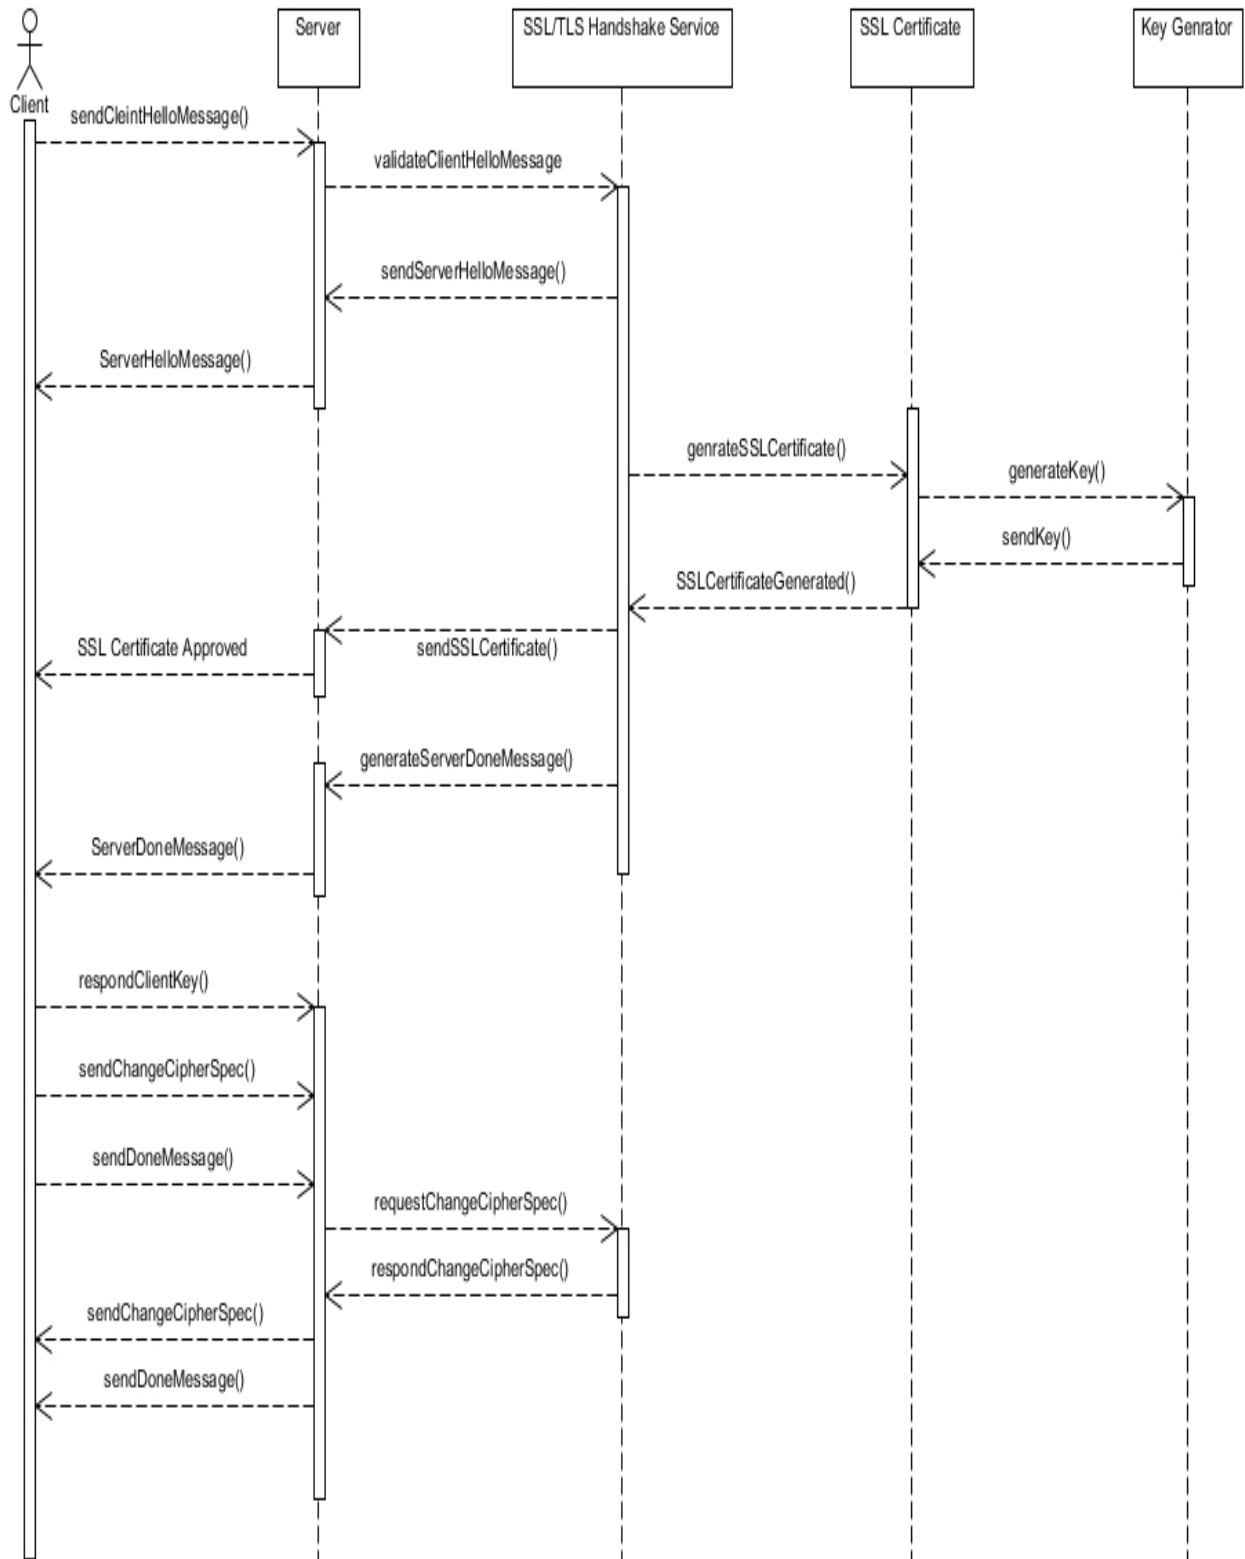 Server
SSL/TLS Handshake Service
SSL Certificate
Key Genrator
Client
sendCleintHelloMessage()
validateClientHelloMessage
sendServerHelloMessage()
ServerHelloMessage()
genrateSSLCertificate()
generateKey()
sendKey()
SSLCertificateGenerated()
sendSSLCertificate()
SSL Certificate Approved
generateServerDoneMessage()
ServerDoneMessage()
respondClientKey()
sendChangeCipherSpec()
sendDoneMessage()
requestChangeCipherSpec()
respondChangeCipherSpec()
sendChangeCipherSpec()
sendDoneMessage()